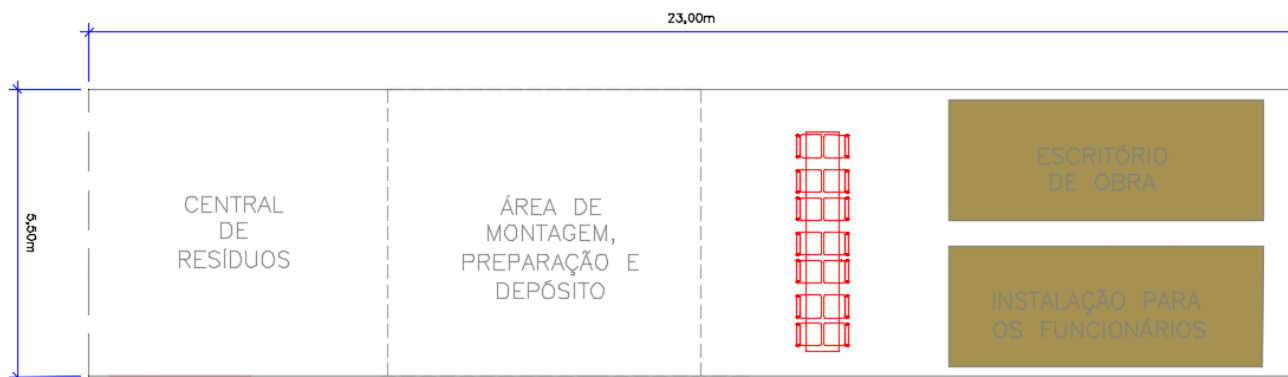 23,00m
5,50m
CENTRAL
DE
RESÍDUOS
ÁREA DE
MONTAGEM,
PREPARAÇÃO E
DEPÓSITO
ESCRITÓRIO
DE OBRA
INSTALAÇÃO PARA
OS FUNCIONÁRIOS